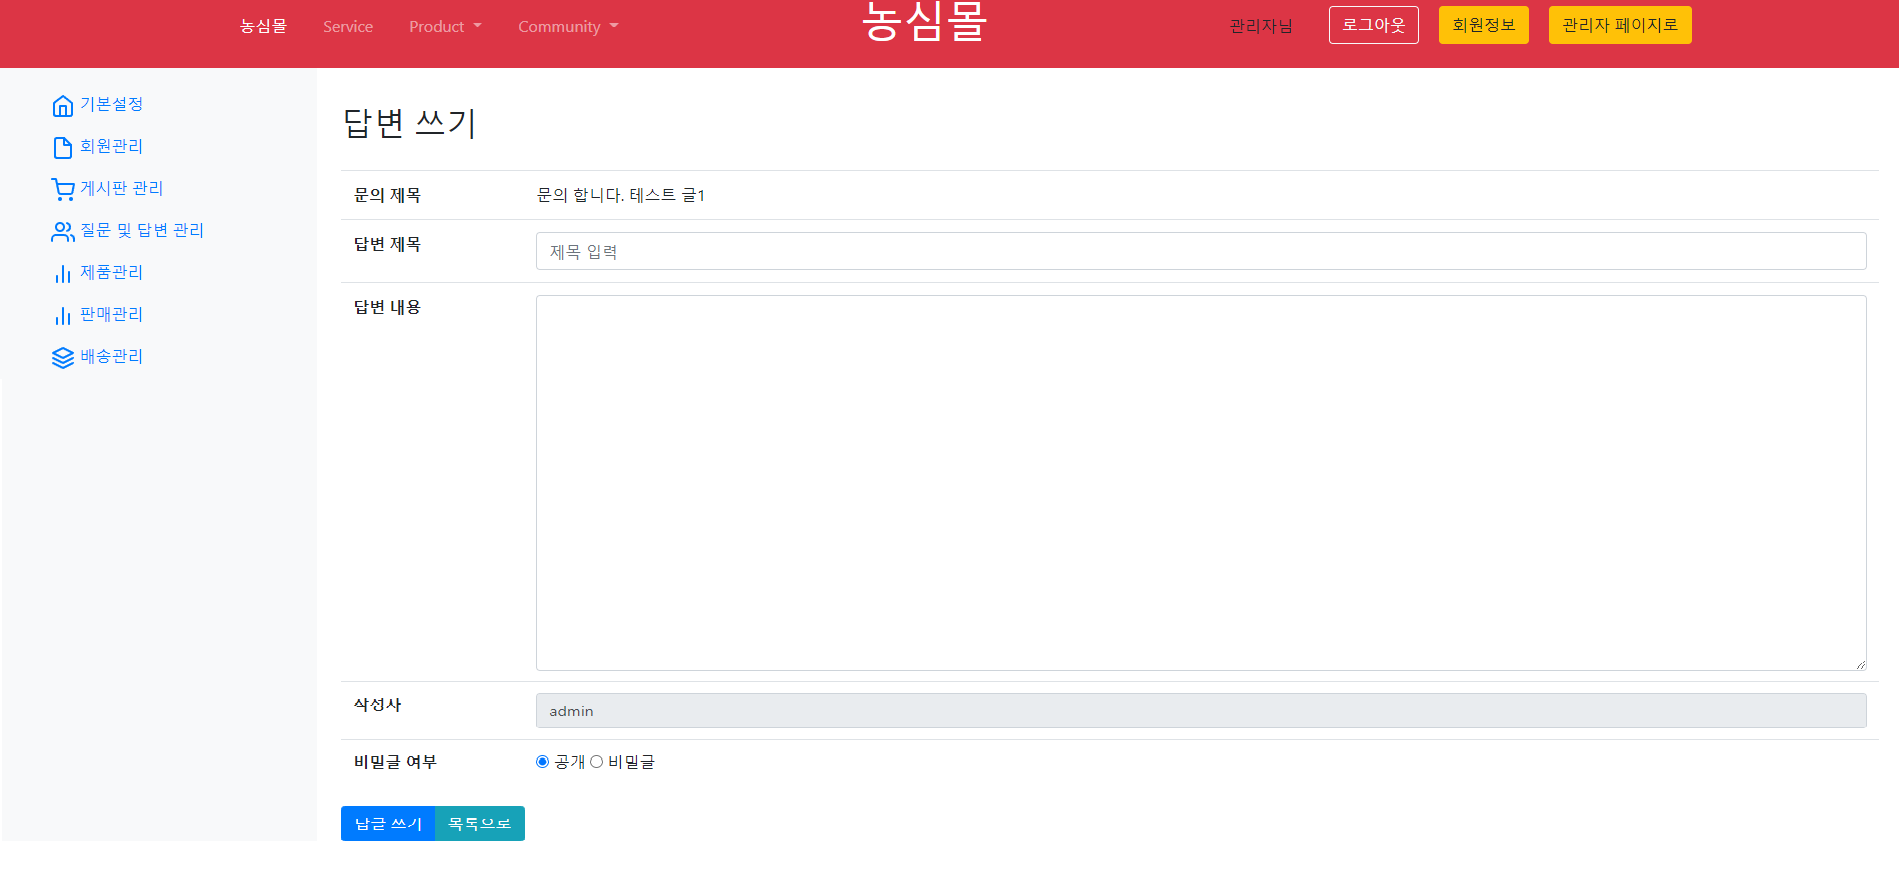 농심몰 Service Product Community 농심몰 관리자님 로그아웃 회원정보 관리자 페이지로
기본설정
회원관리
게시판 관리
질문 및 답변 관리
제품관리
판매관리
배송관리
답변 쓰기
문의 제목 문의 합니다. 테스트 글1
답변 제목 제목 입력
답변 내용
작성자 admin
비밀글 여부 공개 비밀글
답글 쓰기 목록으로